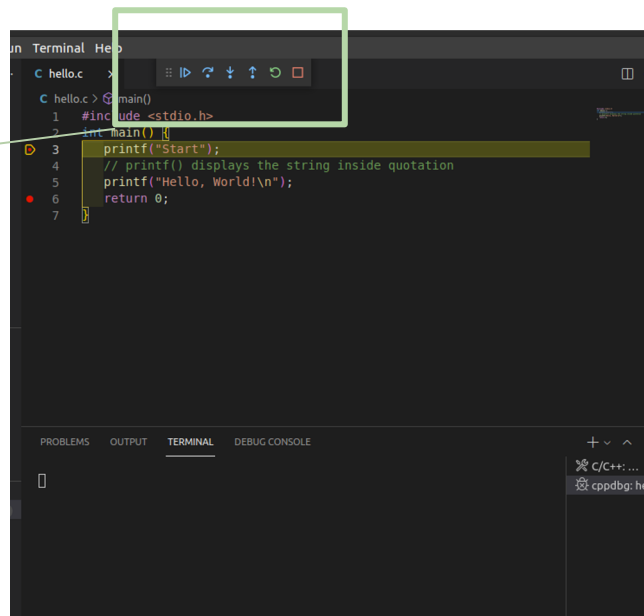 un Terminal Help
C hello.c
C hello.c > main()
1 #include <stdio.h>
2 int main() {
3 printf("Start");
4 // printf() displays the string inside quotation
5 printf("Hello, World!\n");
6 return 0;
7 }
PROBLEMS OUTPUT TERMINAL DEBUG CONSOLE
C/C++: ...
cppdbg: he